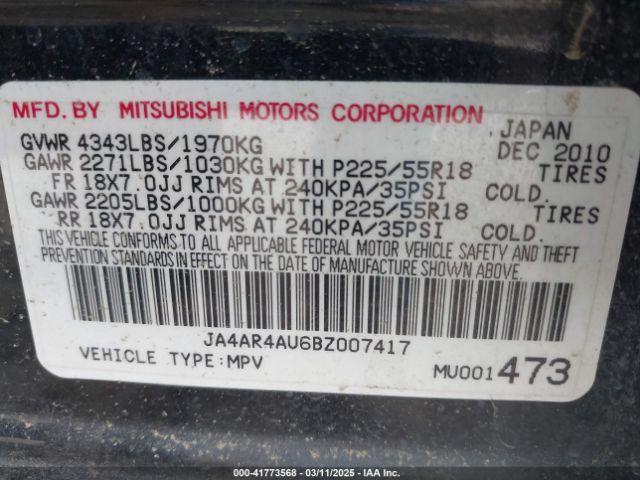 MFD. BY MITSUBISHI MOTORS CORPORATION
JAPAN
GVWR 4343LBS/1970KG DEC 2010
GAWR 2271LBS/1030KG WITH P225/55R18 TIRES
FR 18X7.0JJ RIMS AT 240KPA/35PSI COLD.
GAWR 2205LBS/1000KG WITH P225/55R18 TIRES
RR 18X7.0JJ RIMS AT 240KPA/35PSI COLD.
THIS VEHICLE CONFORMS TO ALL APPLICABLE FEDERAL MOTOR VEHICLE SAFETY AND THEFT
PREVENTION STANDARDS IN EFFECT ON THE DATE OF MANUFACTURE SHOWN ABOVE.
JA4AR4AU6BZ007417
VEHICLE TYPE:MPV MU001473
000-41773568 - 03/11/2025 - IAA Inc.